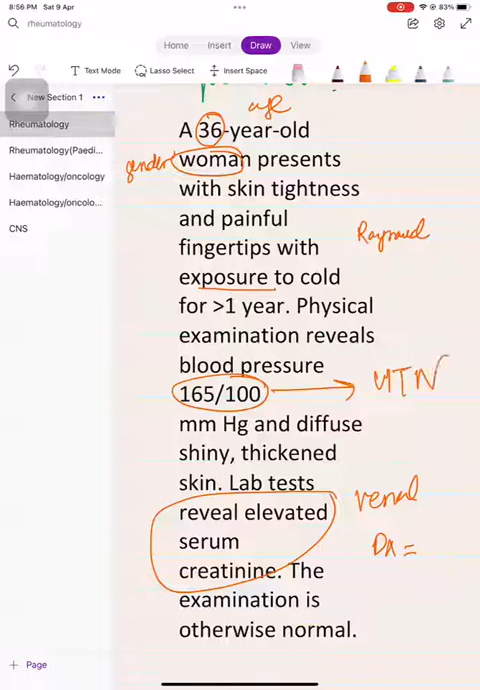 8:56 PM Sat 9 Apr
83%
rheumatology
Home Insert Draw View
Text Mode Lasso Select Insert Space
New Section 1
Rheumatology
Rheumatology(Paedi...
Haematology/oncology
Haematology/oncolo...
CNS
age
A 36-year-old
gender
woman presents
with skin tightness
and painful
Raynaud
fingertips with
exposure to cold
for >1 year. Physical
examination reveals
blood pressure
165/100
HTN
mm Hg and diffuse
shiny, thickened
skin. Lab tests
renal
reveal elevated
serum
Dx =
creatinine. The
examination is
otherwise normal.
+ Page